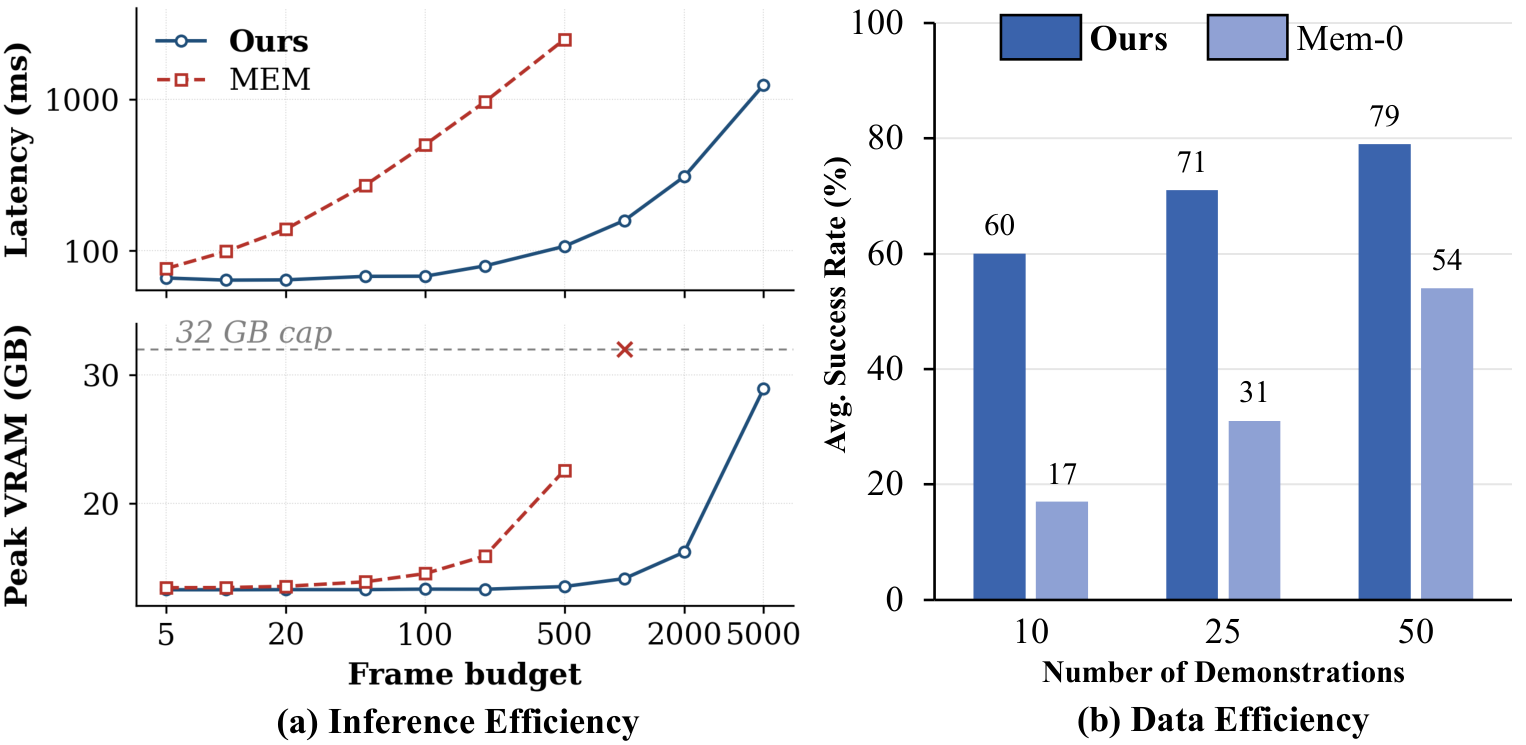 Latency (ms)
1000
100
Ours
MEM
Peak VRAM (GB)
32 GB cap
30
20
5 20 100 500 2000 5000
Frame budget
(a) Inference Efficiency
Avg. Success Rate (%)
100
80
60
40
20
0
Ours Mem-0
60
17
71
31
79
54
10 25 50
Number of Demonstrations
(b) Data Efficiency